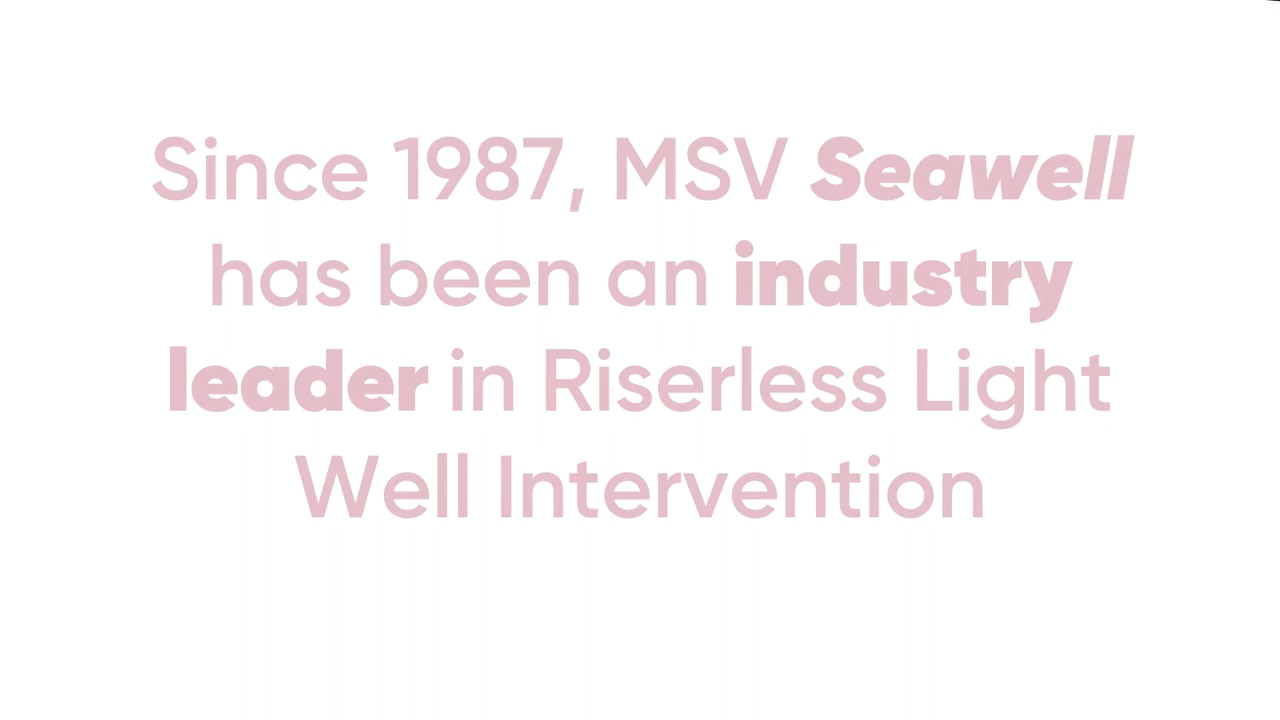 Since 1987, MSV Seawell
has been an industry
leader in Riserless Light
Well Intervention